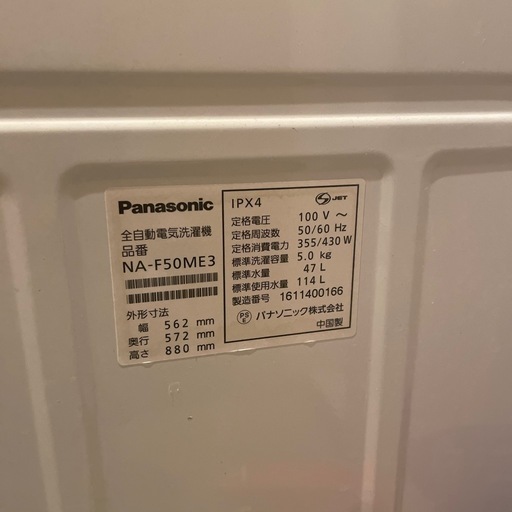 Panasonic
全自動電気洗濯機
品番
NA-F50ME3
外形寸法
幅 562 mm
奥行 572 mm
高さ 880 mm
IPX4
S JET
定格電圧 100 V ～
定格周波数 50/60 Hz
定格消費電力 355/430 W
標準洗濯容量 5.0 kg
標準水量 47 L
標準使用水量 114 L
製造番号 1611400166
PS E パナソニック株式会社
中国製